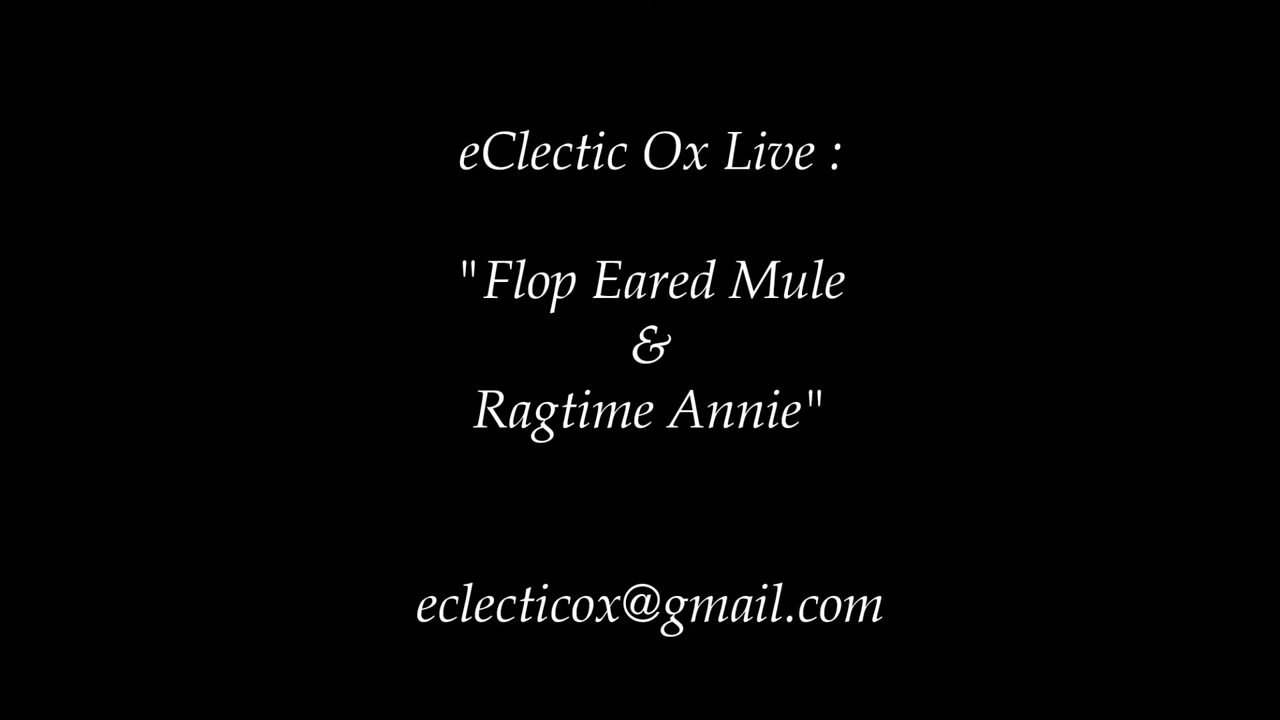 eClectic Ox Live :
"Flop Eared Mule
&
Ragtime Annie"
eclecticox@gmail.com